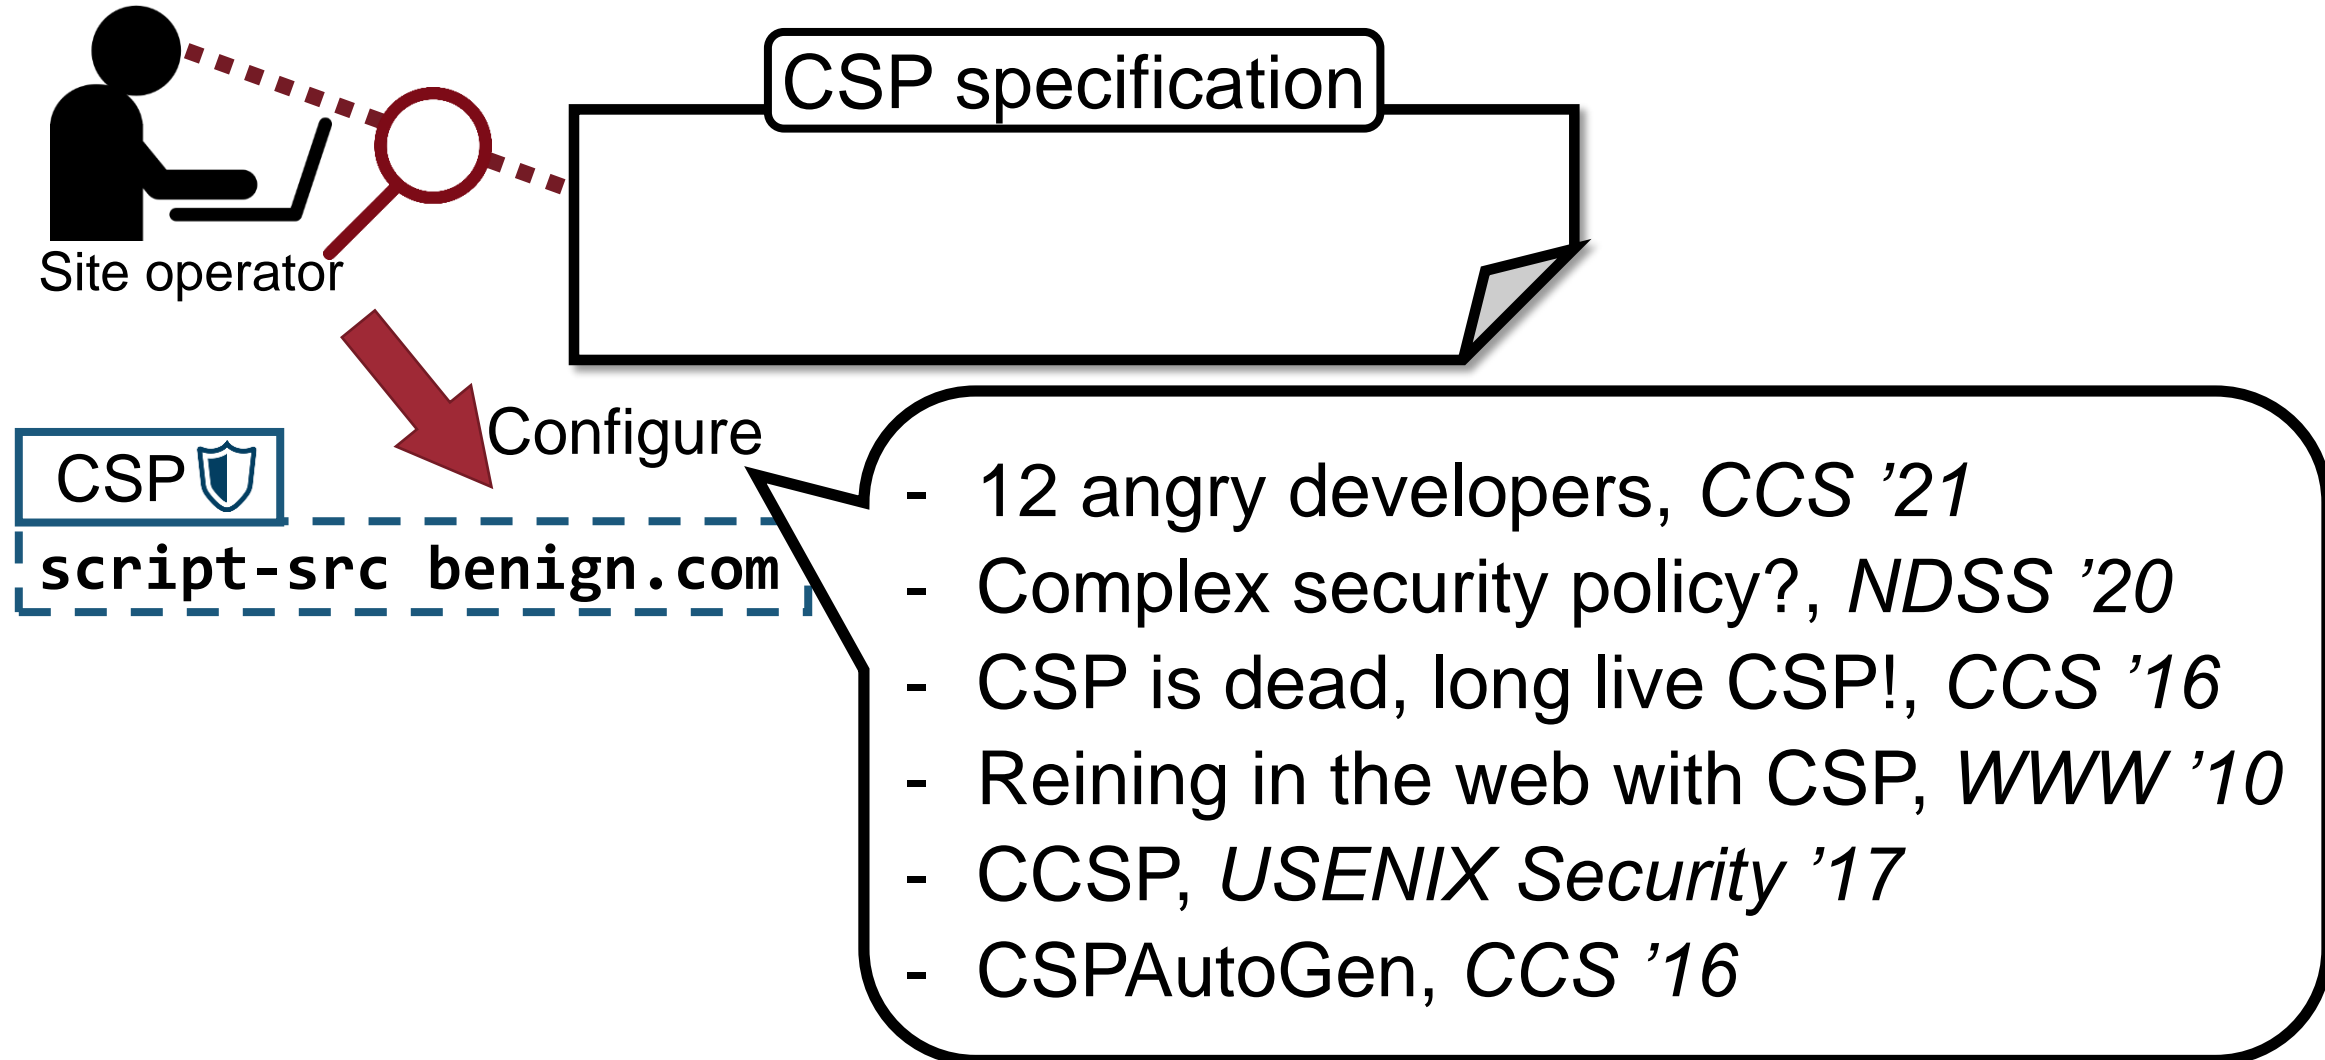 CSP specification
Site operator
Configure
CSP
script-src benign.com
- 12 angry developers, CCS ’21
- Complex security policy?, NDSS ’20
- CSP is dead, long live CSP!, CCS ’16
- Reining in the web with CSP, WWW ’10
- CCSP, USENIX Security ’17
- CSPAutoGen, CCS ’16